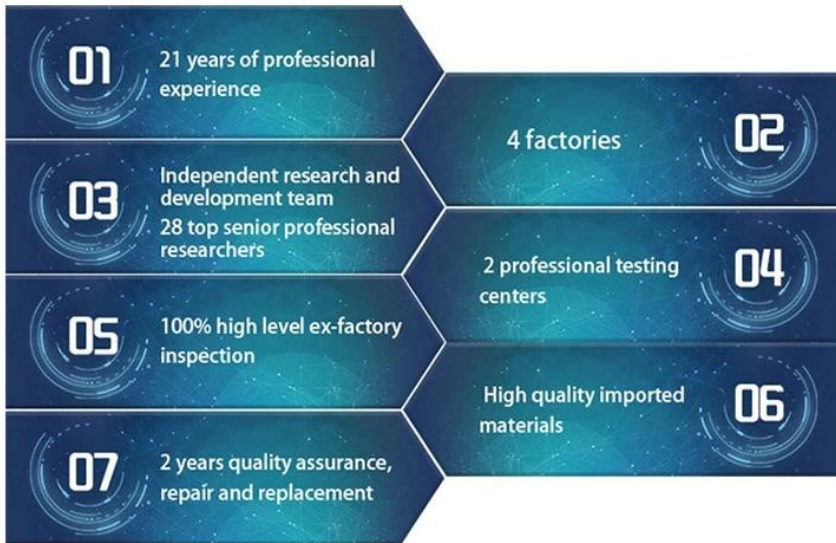 01
21 years of professional
experience
02
4 factories
03
Independent research and
development team
28 top senior professional
researchers
04
2 professional testing
centers
05
100% high level ex-factory
inspection
06
High quality imported
materials
07
2 years quality assurance,
repair and replacement